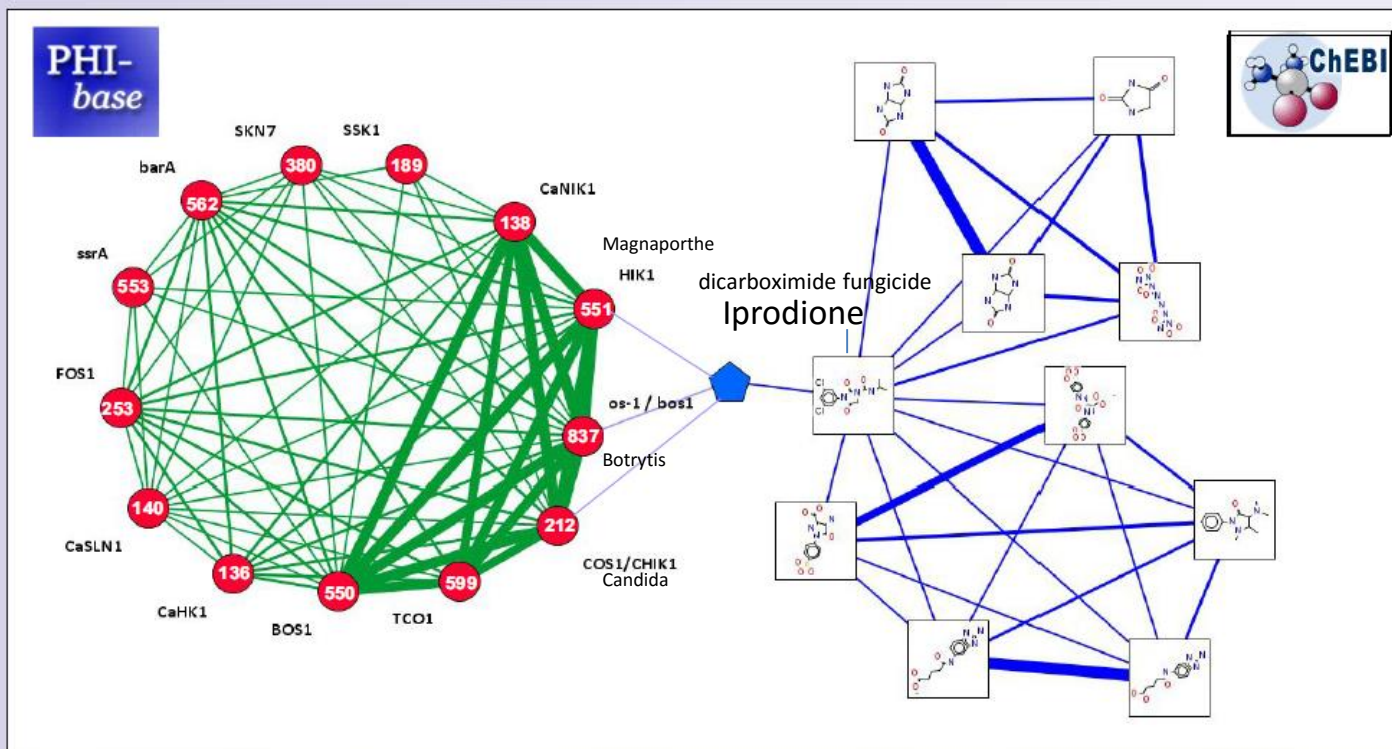 PHI-
base
ChEBI
SKN7
SSK1
barA
380
189
562
CaNIK1
138
Magnaporthe
ssrA
HIK1
dicarboximide fungicide
553
551
Iprodione
FOS1
253
os-1 / bos1
837
Botrytis
140
212
CaSLN1
COS1/CHIK1
136
599
Candida
550
CaHK1
TCO1
BOS1
Cl
Cl